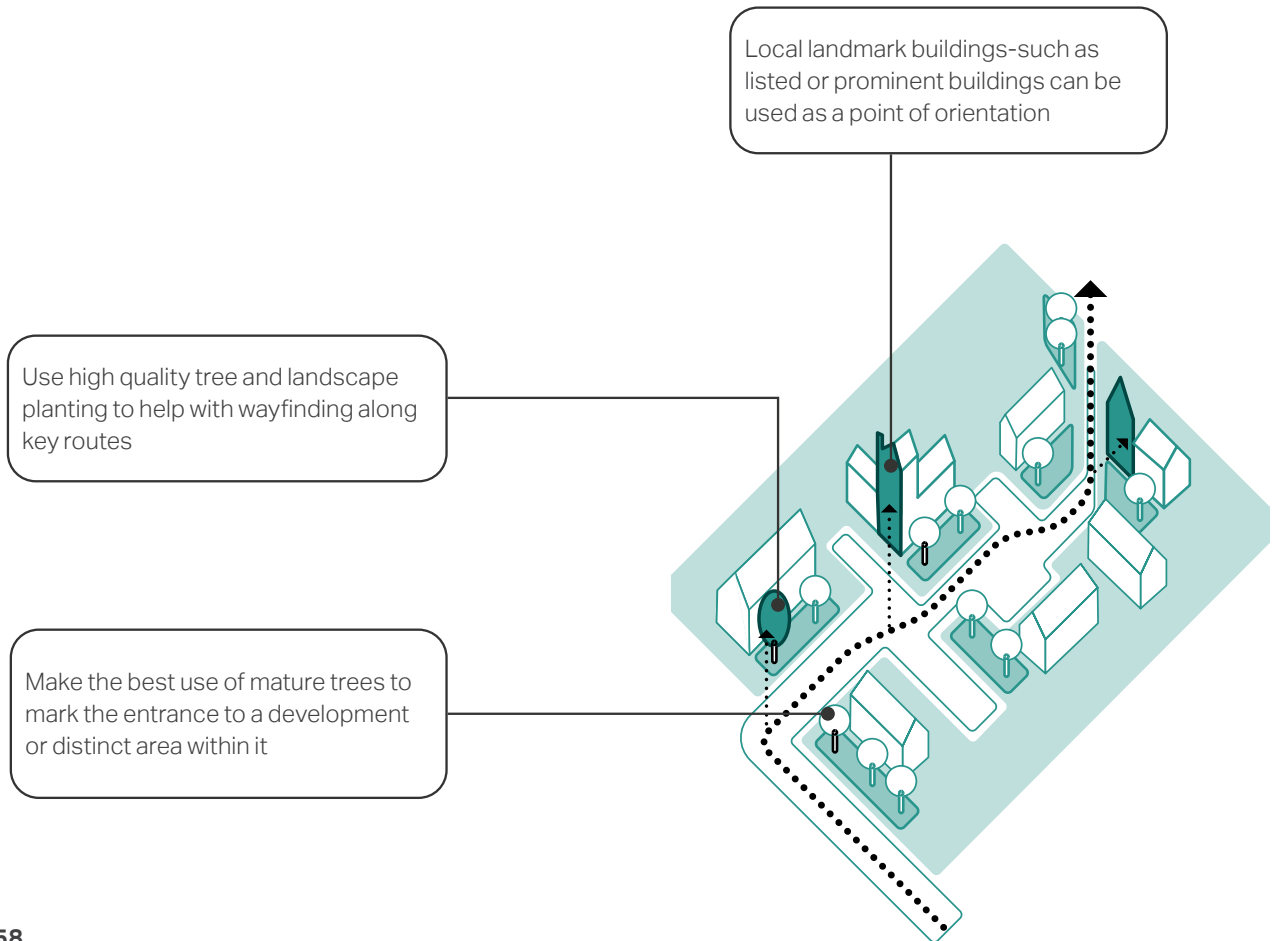 Local landmark buildings-such as
listed or prominent buildings can be
used as a point of orientation
Use high quality tree and landscape
planting to help with wayfinding along
key routes
Make the best use of mature trees to
mark the entrance to a development
or distinct area within it
58